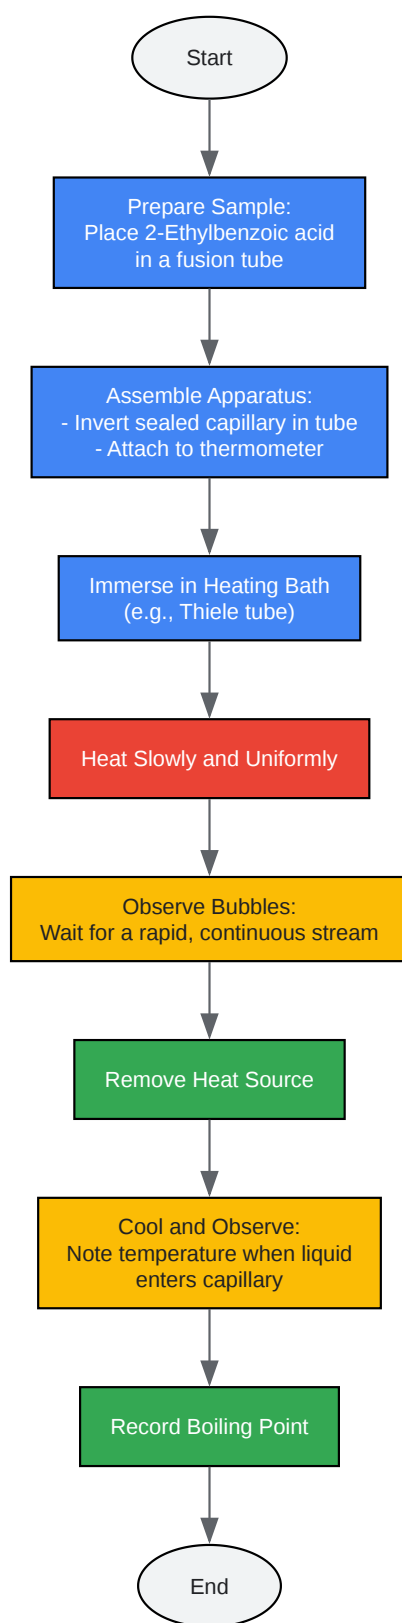 Start
Prepare Sample:
Place 2-Ethylbenzoic acid
in a fusion tube
Assemble Apparatus:
- Invert sealed capillary in tube
- Attach to thermometer
Immerse in Heating Bath
(e.g., Thiele tube)
Heat Slowly and Uniformly
Observe Bubbles:
Wait for a rapid, continuous stream
Remove Heat Source
Cool and Observe:
Note temperature when liquid
enters capillary
Record Boiling Point
End